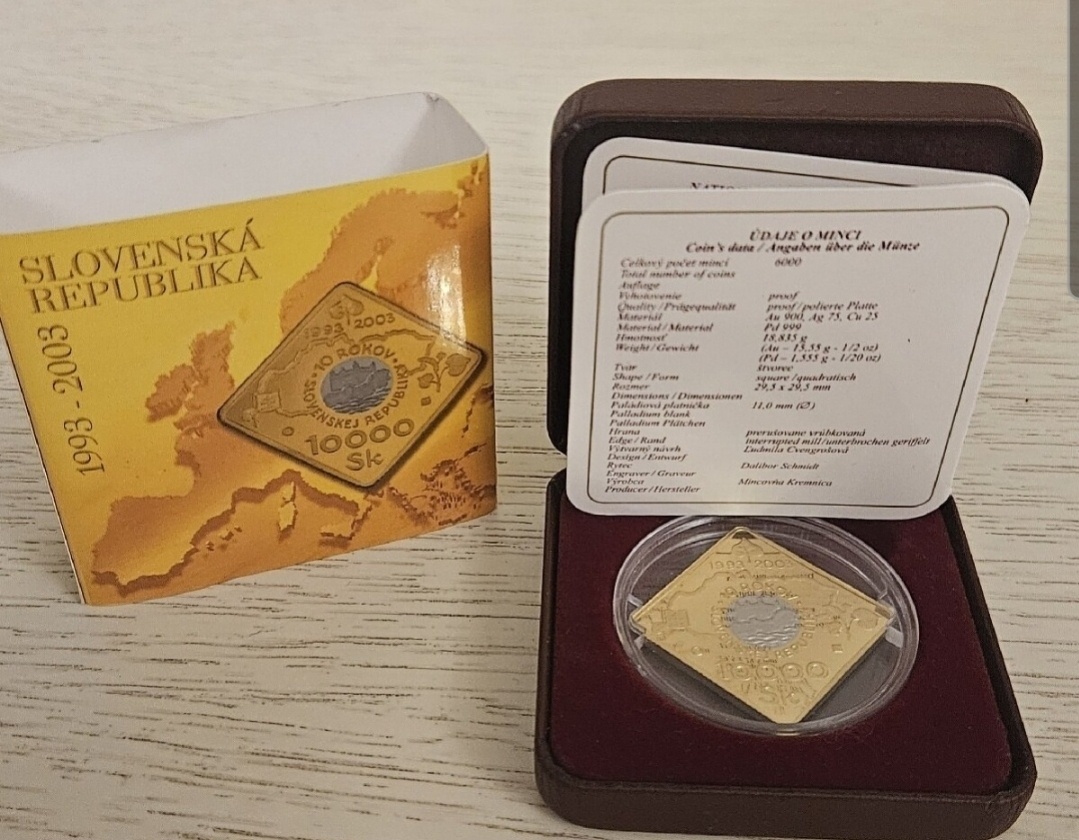 SLOVENSKÁ
REPUBLIKA
1993 - 2003
1993 2003
•10 ROKOV•
SLOVENSKEJ REPUBLIKY
10000
Sk
ÚDAJE O MINCI
Coin's data / Angaben über die Münze
Celkový počet mincí 6000
Total number of coins
Auflage
Vyhotovenie proof
Quality / Prägequalität proof / polierte Platte
Materiál Au 900, Ag 75, Cu 25
Material / Material Pd 999
Hmotnosť 18,835 g
Weight / Gewicht (Au – 15,55 g - 1/2 oz)
(Pd – 1,555 g - 1/20 oz)
Tvar štvorec
Shape / Form square / quadratisch
Rozmer 29,5 x 29,5 mm
Dimensions / Dimensionen
Paládiová platnička 11,0 mm (Ø)
Palladium blank
Palladium Plätchen
Hrana prerušovane vrúbkovaná
Edge / Rand interrupted mill / unterbrochen geriffelt
Výtvarný návrh Ľudmila Cvengrošová
Design / Entwurf
Rytec Dalibor Schmidt
Engraver / Graveur
Výrobca Mincovňa Kremnica
Producer / Hersteller
1993 2003